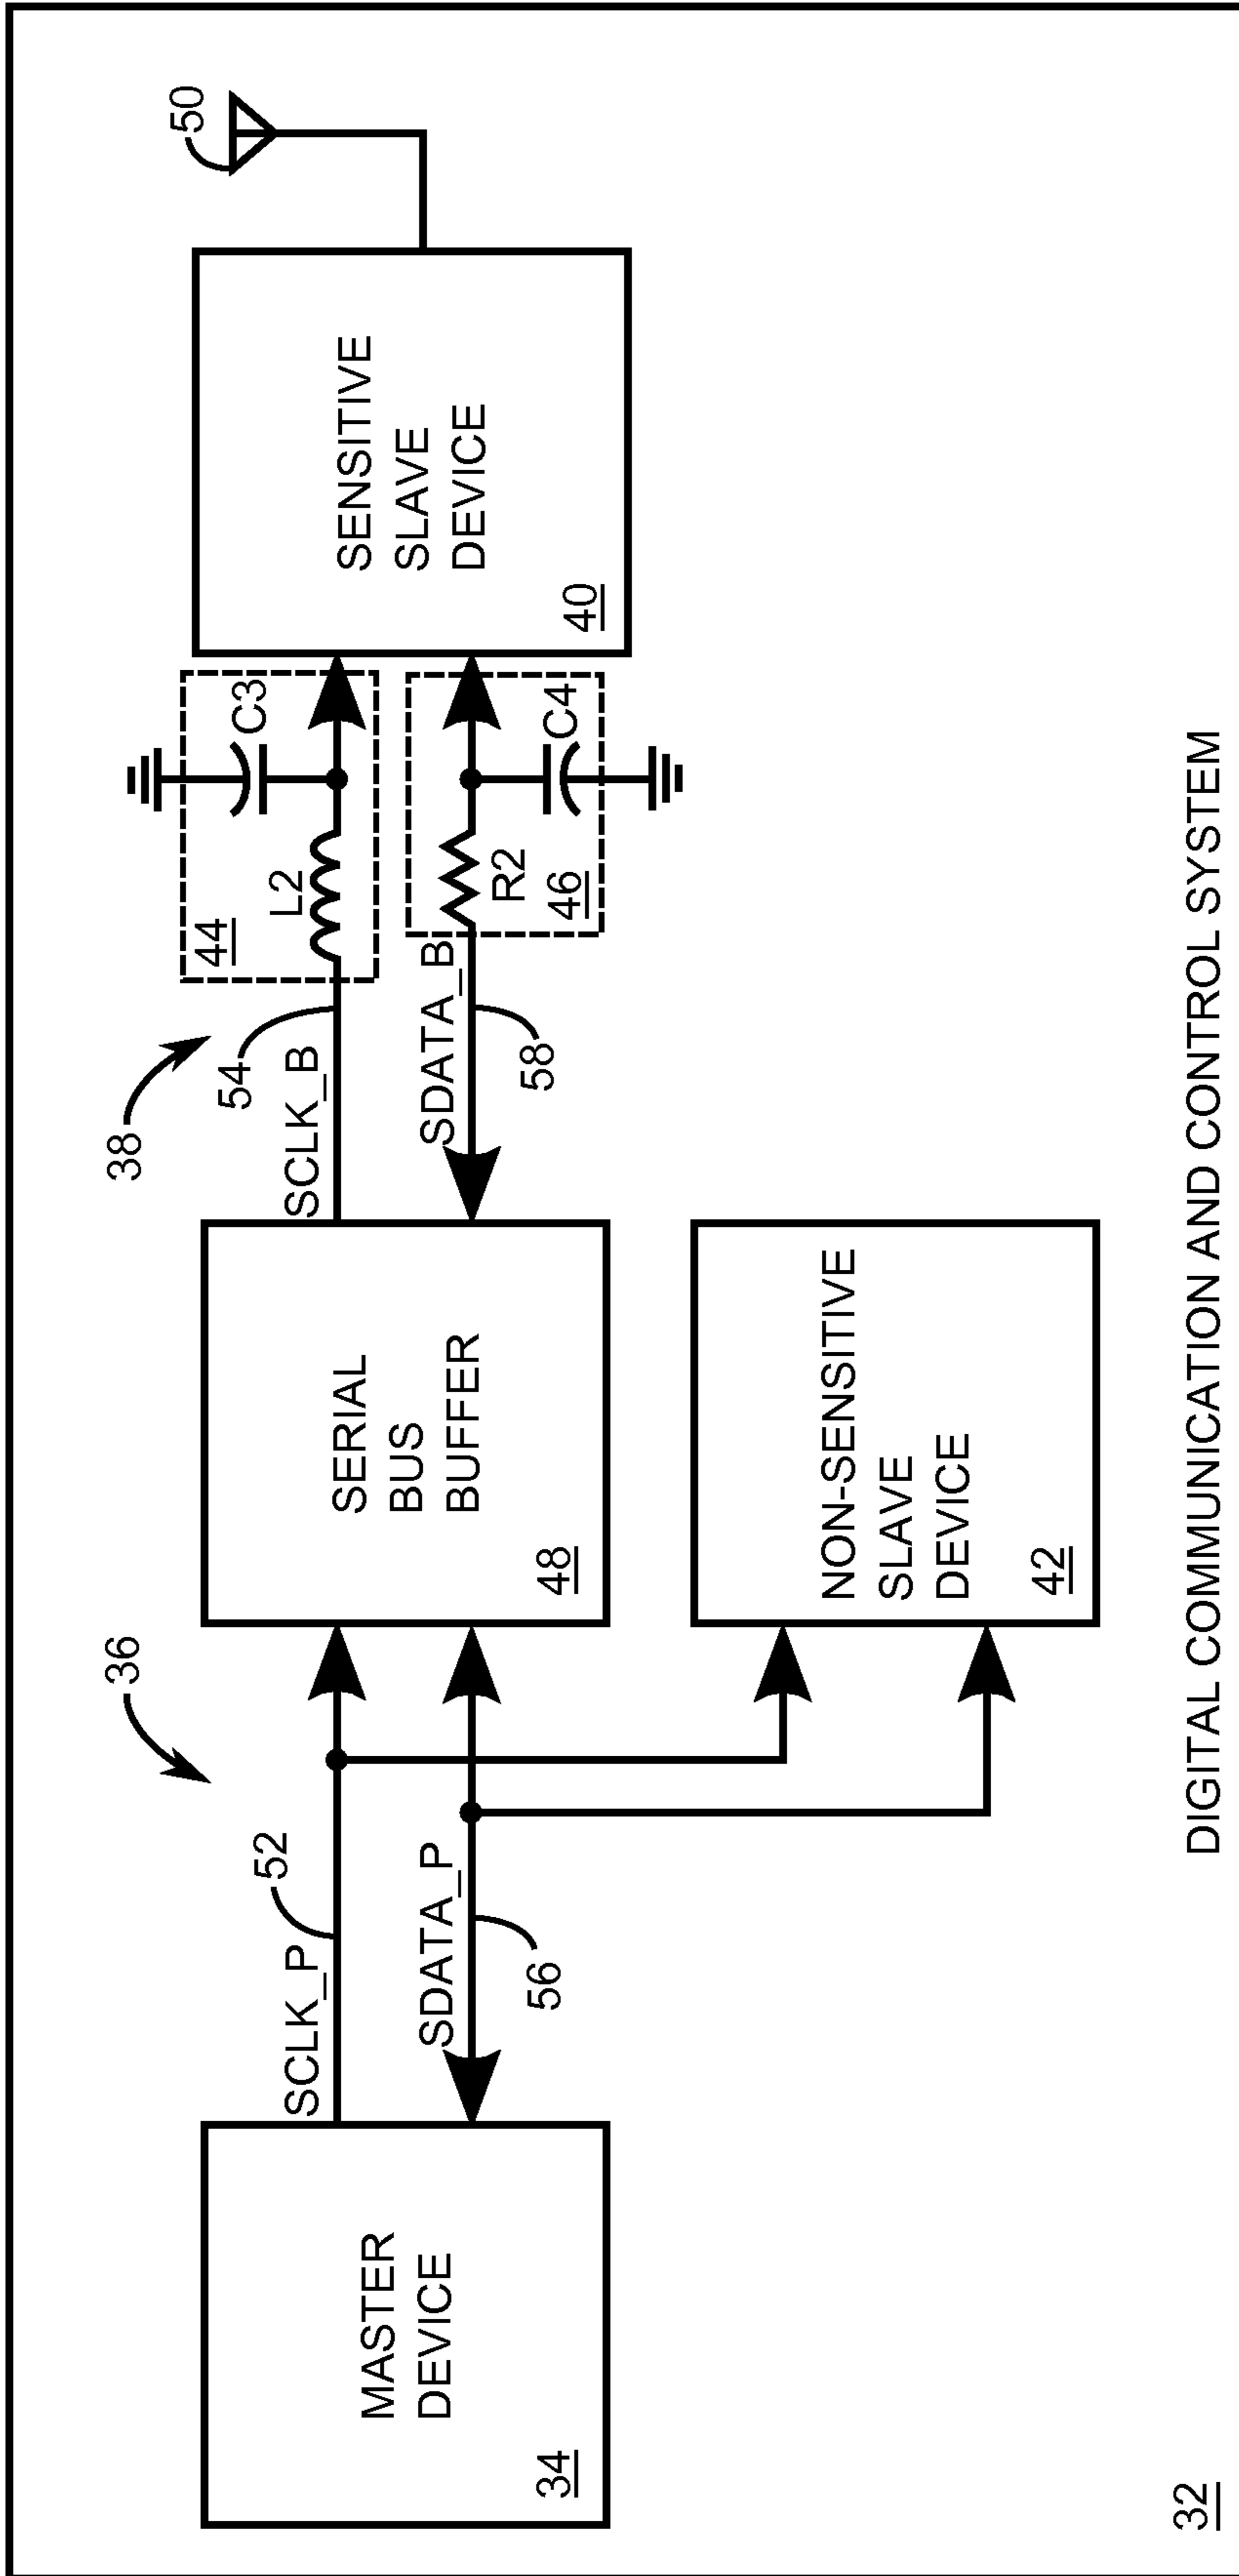 36
38
50
MASTER
DEVICE
34
SCLK_P
52
SDATA_P
56
SERIAL
BUS
BUFFER
48
SCLK_B
54
SDATA_B
58
44
L2
C3
R2
46
C4
SENSITIVE
SLAVE
DEVICE
40
NON-SENSITIVE
SLAVE
DEVICE
42
32
DIGITAL COMMUNICATION AND CONTROL SYSTEM